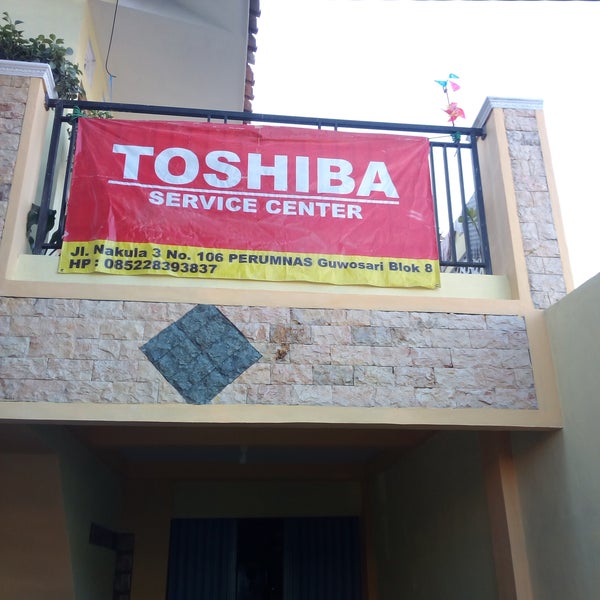 TOSHIBA
SERVICE CENTER
Jl. Nakula 3 No. 106 PERUMNAS Guwosari Blok 8
HP : 085228393837